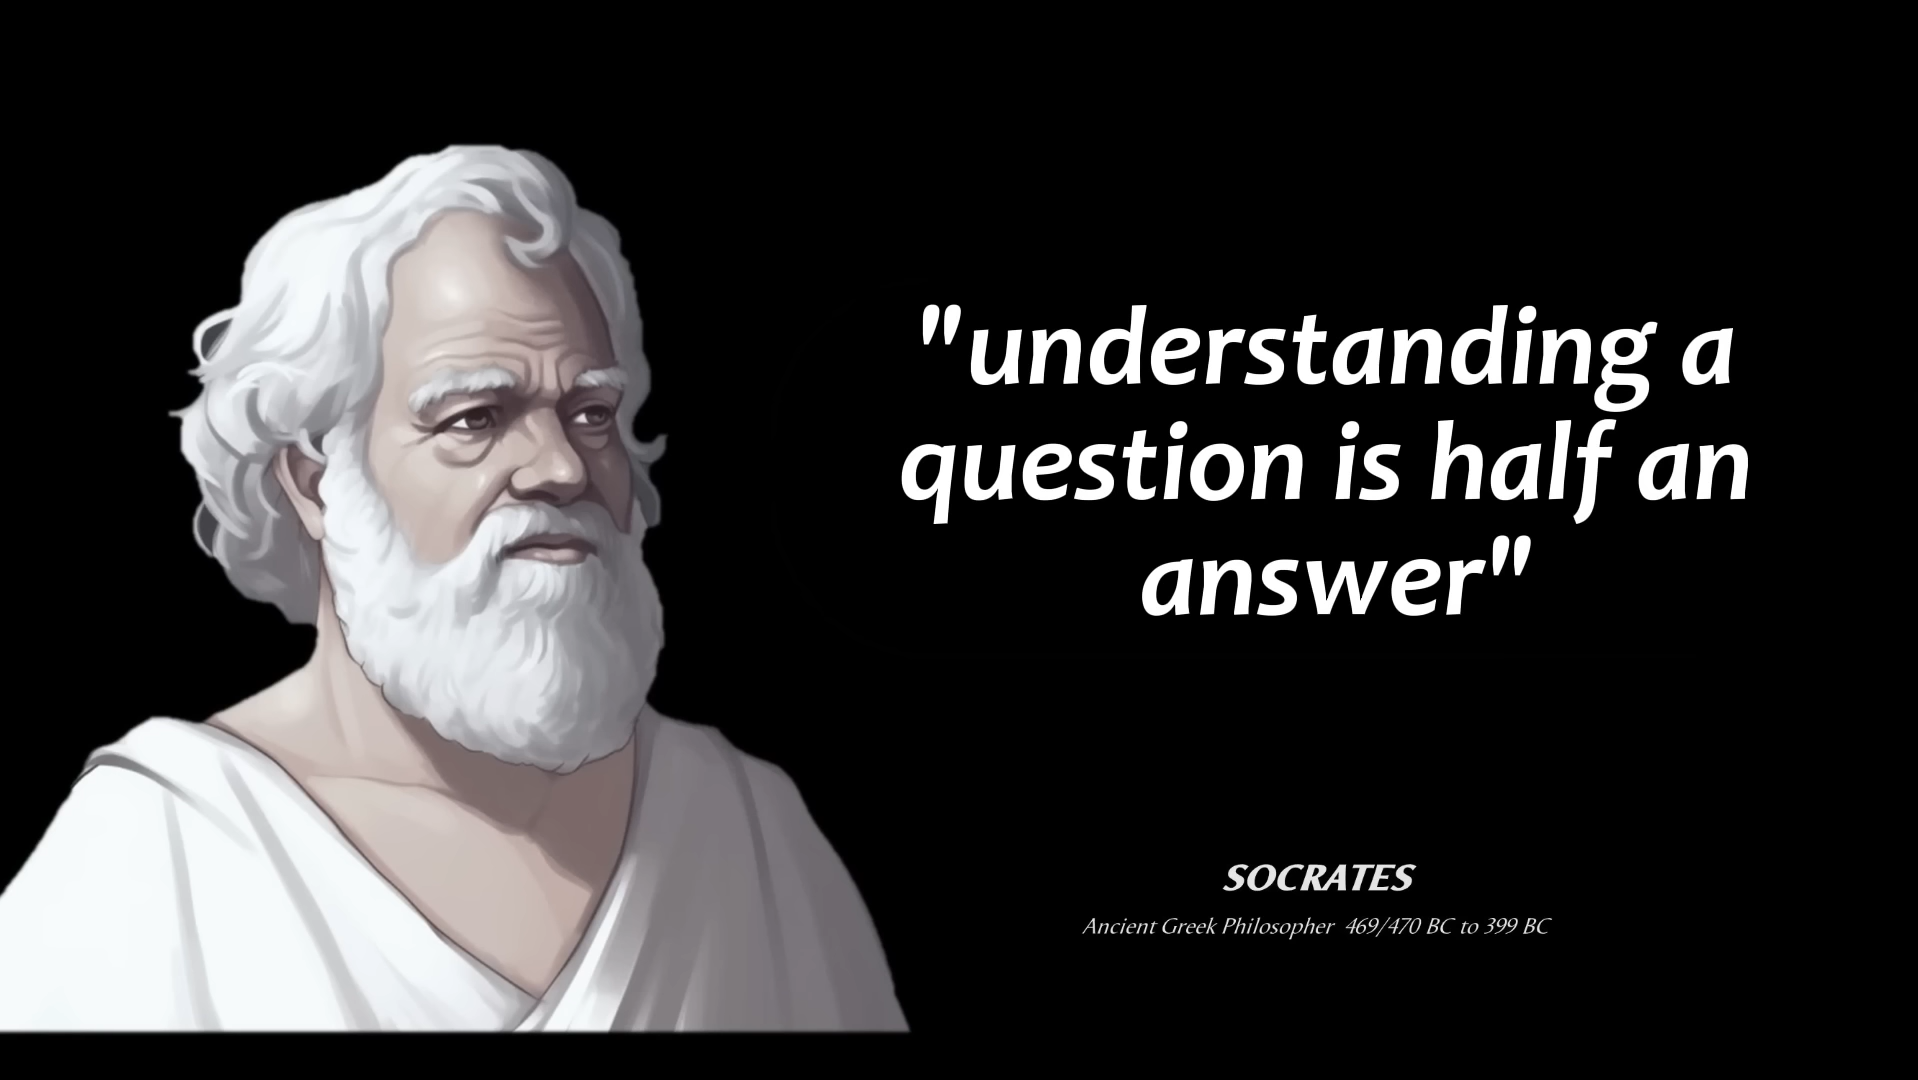 "understanding a
question is half an
answer"
SOCRATES
Ancient Greek Philosopher 469/470 BC to 399 BC